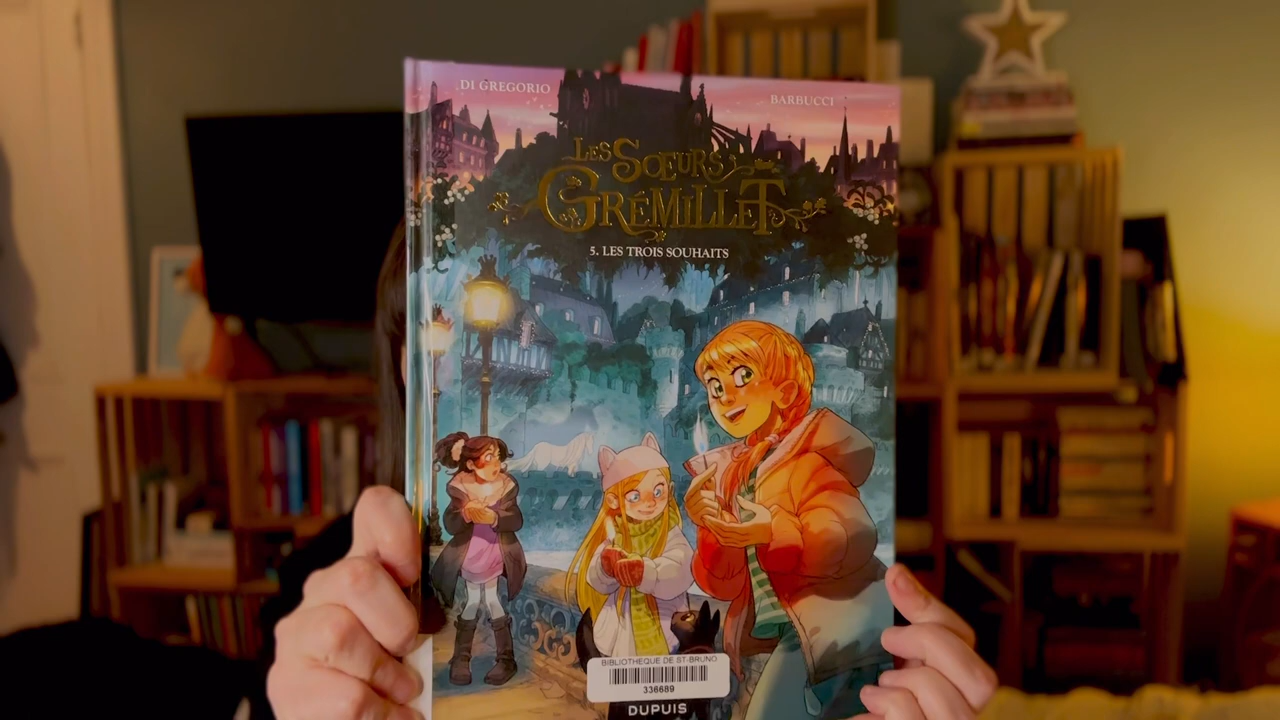 DI GREGORIO
BARBUCCI
LES SŒURS
GRÉMILLET
5. LES TROIS SOUHAITS
BIBLIOTHEQUE DE ST-BRUNO
336689
DUPUIS